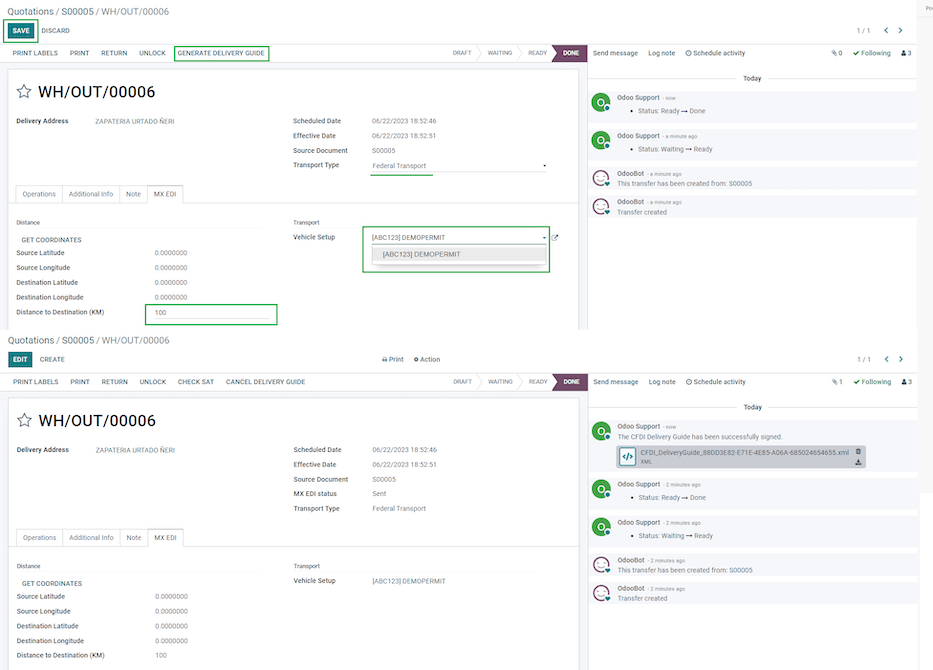 Quotations / S00005 / WH/OUT/00006
SAVE DISCARD 1 / 1
PRINT LABELS PRINT RETURN UNLOCK GENERATE DELIVERY GUIDE DRAFT WAITING READY DONE Send message Log note Schedule activity 0 Following 3
Today
WH/OUT/00006
Delivery Address ZAPATERIA URTADO ÑERI
Scheduled Date 06/22/2023 18:52:46
Effective Date 06/22/2023 18:52:51
Source Document S00005
Transport Type Federal Transport
Odoo Support - now
Status: Ready → Done
Odoo Support - a minute ago
Status: Waiting → Ready
OdooBot - a minute ago
This transfer has been created from: S00005
OdooBot - a minute ago
Transfer created
Operations Additional Info Note MX EDI
Distance
GET COORDINATES
Source Latitude 0.0000000
Source Longitude 0.0000000
Destination Latitude 0.0000000
Destination Longitude 0.0000000
Distance to Destination (KM) 100
Transport
Vehicle Setup [ABC123] DEMOPERMIT
[ABC123] DEMOPERMIT
Quotations / S00005 / WH/OUT/00006
EDIT CREATE Print Action 1 / 1
PRINT LABELS PRINT RETURN UNLOCK CHECK SAT CANCEL DELIVERY GUIDE DRAFT WAITING READY DONE Send message Log note Schedule activity 1 Following 3
Today
WH/OUT/00006
Delivery Address ZAPATERIA URTADO ÑERI
Scheduled Date 06/22/2023 18:52:46
Effective Date 06/22/2023 18:52:51
Source Document S00005
MX EDI status Sent
Transport Type Federal Transport
Odoo Support - now
The CFDI Delivery Guide has been successfully signed.
CFDI_DeliveryGuide_88DD3E82-E71E-4E85-A06A-685024654655.xml
XML
Odoo Support - 2 minutes ago
Status: Ready → Done
Odoo Support - 2 minutes ago
Status: Waiting → Ready
OdooBot - 2 minutes ago
This transfer has been created from: S00005
OdooBot - 2 minutes ago
Transfer created
Operations Additional Info Note MX EDI
Distance
GET COORDINATES
Source Latitude 0.0000000
Source Longitude 0.0000000
Destination Latitude 0.0000000
Destination Longitude 0.0000000
Distance to Destination (KM) 100
Transport
Vehicle Setup [ABC123] DEMOPERMIT